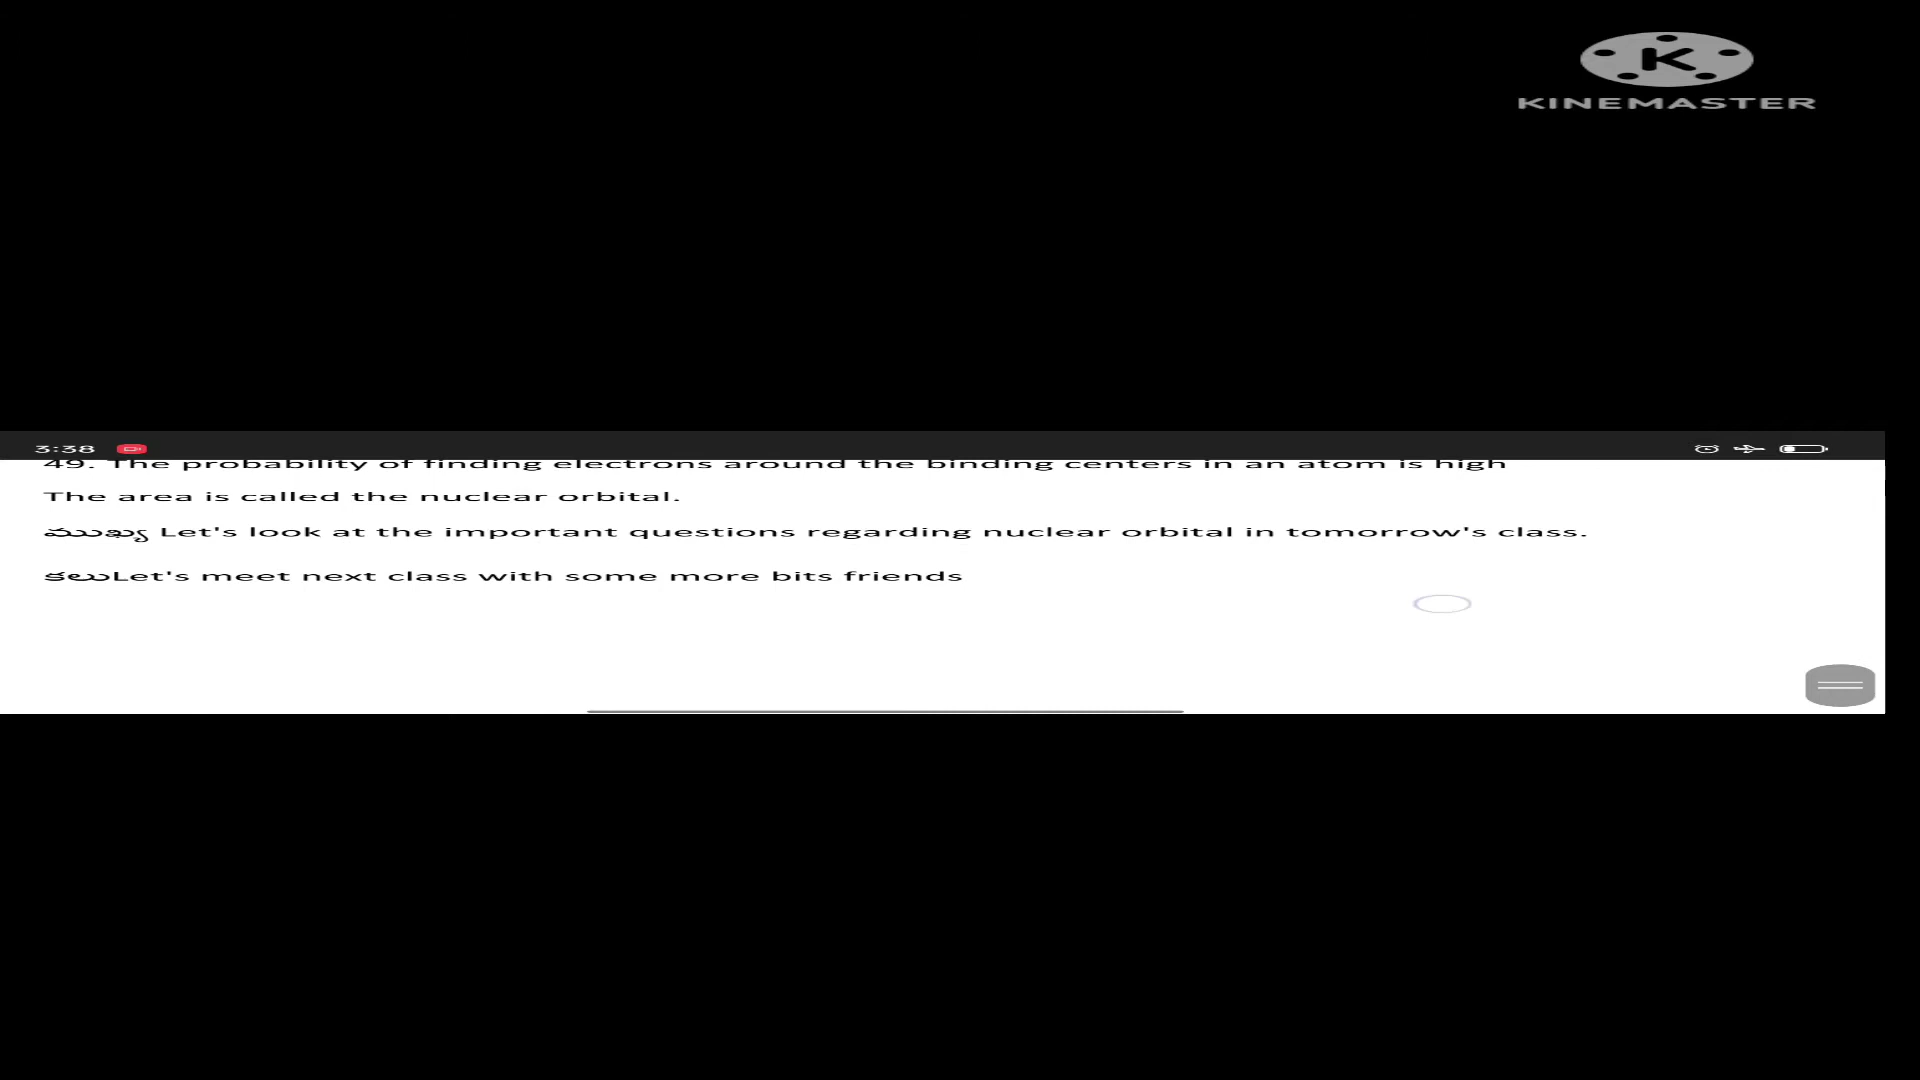 K
KINEMASTER
3:38
49. The probability of finding electrons around the binding centers in an atom is high
The area is called the nuclear orbital.
ముఖ్య Let's look at the important questions regarding nuclear orbital in tomorrow's class.
కలుLet's meet next class with some more bits friends